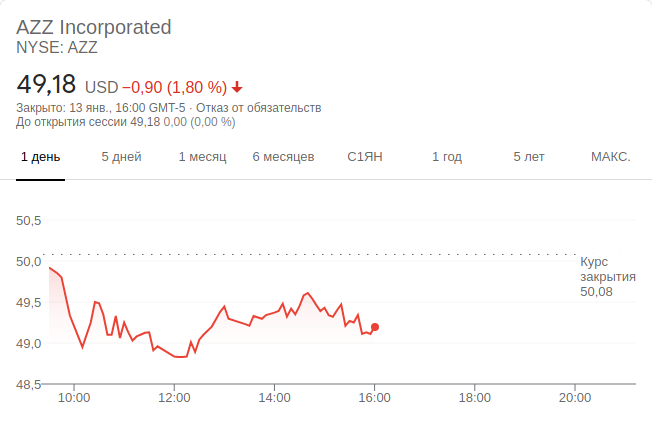 AZZ Incorporated
NYSE: AZZ
49,18 USD −0,90 (1,80 %)
Закрыто: 13 янв., 16:00 GMT-5 · Отказ от обязательств
До открытия сессии 49,18 0,00 (0,00 %)
1 день 5 дней 1 месяц 6 месяцев С1ЯН 1 год 5 лет МАКС.
50,5
50,0
Курс
закрытия
50,08
49,5
49,0
48,5
10:00 12:00 14:00 16:00 18:00 20:00